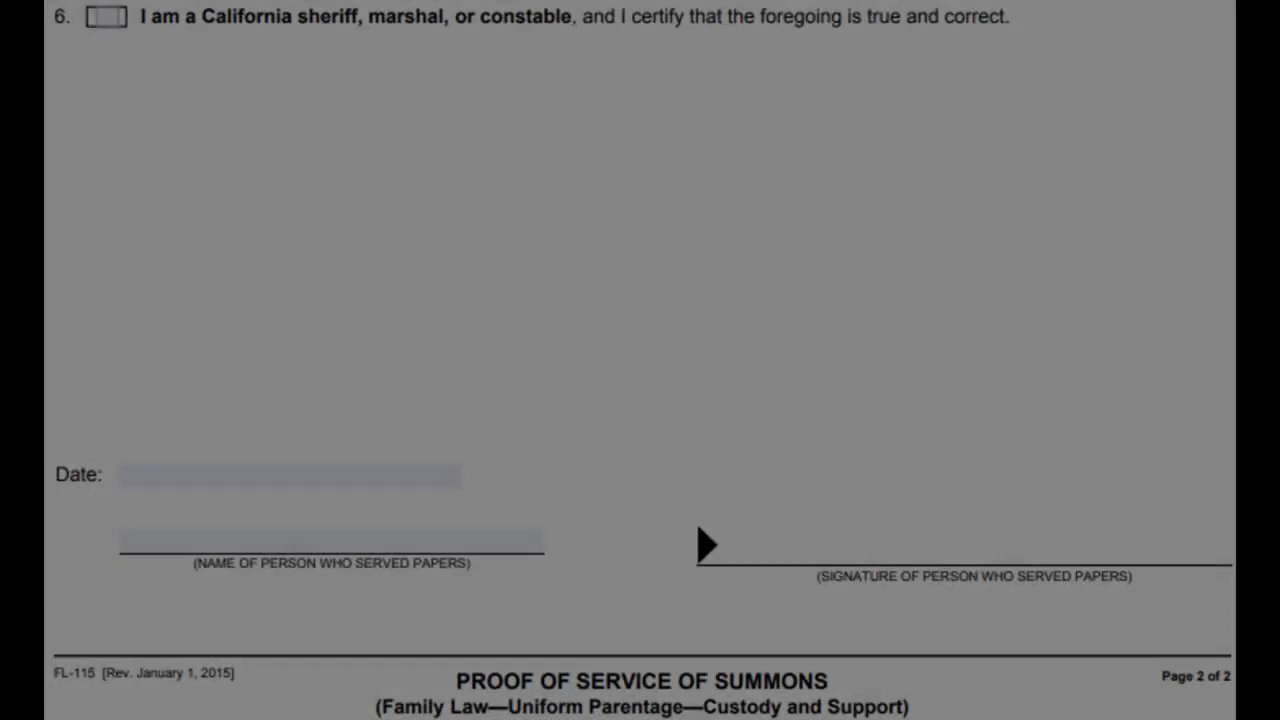 6. I am a California sheriff, marshal, or constable, and I certify that the foregoing is true and correct.
Date:
(NAME OF PERSON WHO SERVED PAPERS)
(SIGNATURE OF PERSON WHO SERVED PAPERS)
FL-115 [Rev. January 1, 2015]
PROOF OF SERVICE OF SUMMONS
Page 2 of 2
(Family Law—Uniform Parentage—Custody and Support)